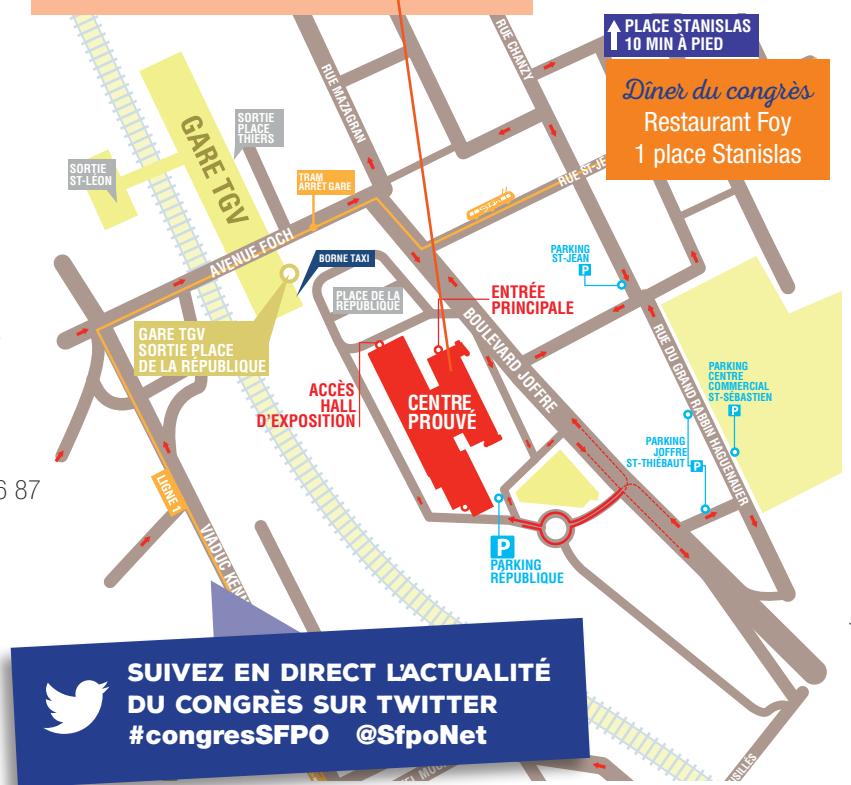 RUE CHANZY
PLACE STANISLAS
10 MIN À PIED
Dîner du congrès
Restaurant Foy
1 place Stanislas
RUE MAZAGRAN
SORTIE
PLACE
THIERS
GARE TGV
SORTIE
ST-LÉON
TRAM
ARRÊT GARE
AVENUE FOCH
BORNE TAXI
PARKING
ST-JEAN
P
PLACE DE LA
RÉPUBLIQUE
ENTRÉE
PRINCIPALE
BOULEVARD JOFFRE
GARE TGV
SORTIE PLACE
DE LA RÉPUBLIQUE
ACCÈS
HALL
D'EXPOSITION
CENTRE
PROUVÉ
RUE DU GRAND RABBIN HAGUENAUER
PARKING
CENTRE
COMMERCIAL
ST-SÉBASTIEN
P
PARKING
JOFFRE
ST-THIÉBAUT
P
6 87
LIGNE 1
VIADUC
P
PARKING
RÉPUBLIQUE
SUIVEZ EN DIRECT L'ACTUALITÉ
DU CONGRÈS SUR TWITTER
#congresSFPO @SfpoNet